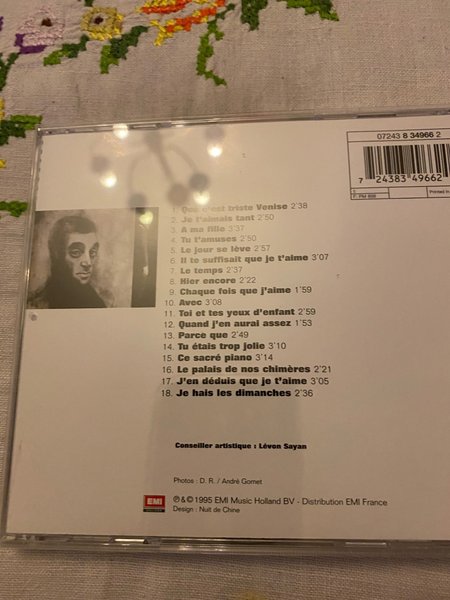 07243 8 34966 2
7 24383 49662
PM 808
Printed in
1. Que c'est triste Venise 2'38
2. Je t'aimais tant 2'50
3. A ma fille 3'37
4. Tu t'amuses 2'50
5. Le jour se lève 2'57
6. Il te suffisait que je t'aime 3'07
7. Le temps 2'37
8. Hier encore 2'22
9. Chaque fois que j'aime 1'59
10. Avec 3'08
11. Toi et tes yeux d'enfant 2'59
12. Quand j'en aurai assez 1'53
13. Parce que 2'49
14. Tu étais trop jolie 3'10
15. Ce sacré piano 3'14
16. Le palais de nos chimères 2'21
17. J'en déduis que je t'aime 3'05
18. Je hais les dimanches 2'36
Conseiller artistique : Lévon Sayan
Photos : D. R. / André Gornet
EMI
℗ & © 1995 EMI Music Holland BV - Distribution EMI France
Design : Nuit de Chine